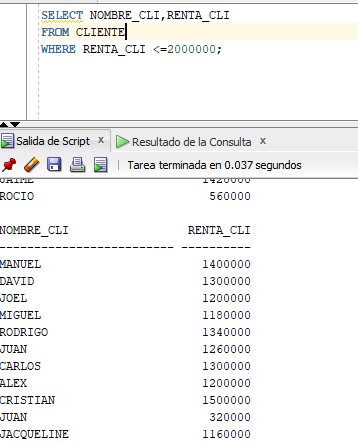 SELECT NOMBRE_CLI,RENTA_CLI
FROM CLIENTE
WHERE RENTA_CLI <=2000000;
Salida de Script x Resultado de la Consulta x
Tarea terminada en 0.037 segundos
JAIME 1420000
ROCIO 560000
NOMBRE_CLI RENTA_CLI
------------------------- ----------
MANUEL 1400000
DAVID 1300000
JOEL 1200000
MIGUEL 1180000
RODRIGO 1340000
JUAN 1260000
CARLOS 1300000
ALEX 1200000
CRISTIAN 1500000
JUAN 320000
JACQUELINE 1160000